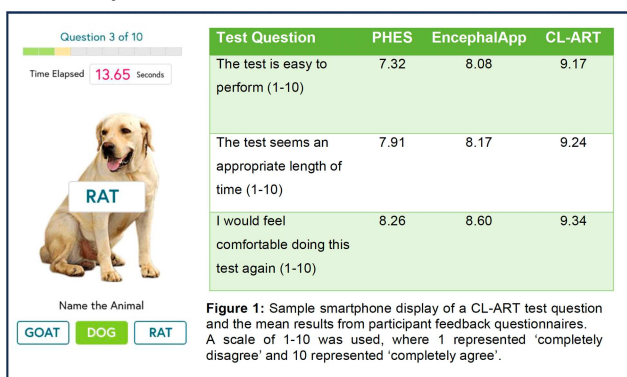 Question 3 of 10
Time Elapsed 13.65 Seconds
RAT
Name the Animal
GOAT DOG RAT
Test Question PHES EncephalApp CL-ART
The test is easy to 7.32 8.08 9.17
perform (1-10)
The test seems an 7.91 8.17 9.24
appropriate length of
time (1-10)
I would feel 8.26 8.60 9.34
comfortable doing this
test again (1-10)
Figure 1: Sample smartphone display of a CL-ART test question
and the mean results from participant feedback questionnaires.
A scale of 1-10 was used, where 1 represented ‘completely
disagree’ and 10 represented ‘completely agree’.